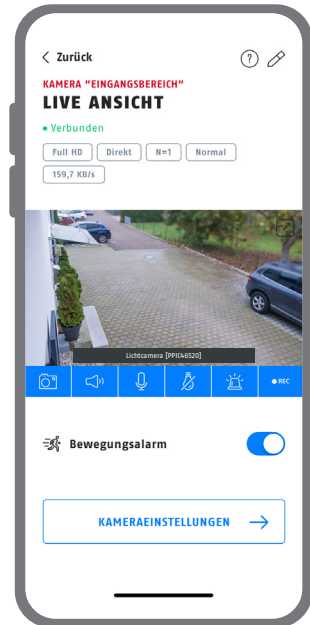 Zurück
?
KAMERA "EINGANGSBEREICH"
LIVE ANSICHT
• Verbunden
Full HD Direkt N=1 Normal
159,7 KB/s
Lichtcamera [PPIC46520]
REC
Bewegungsalarm
KAMERAEINSTELLUNGEN